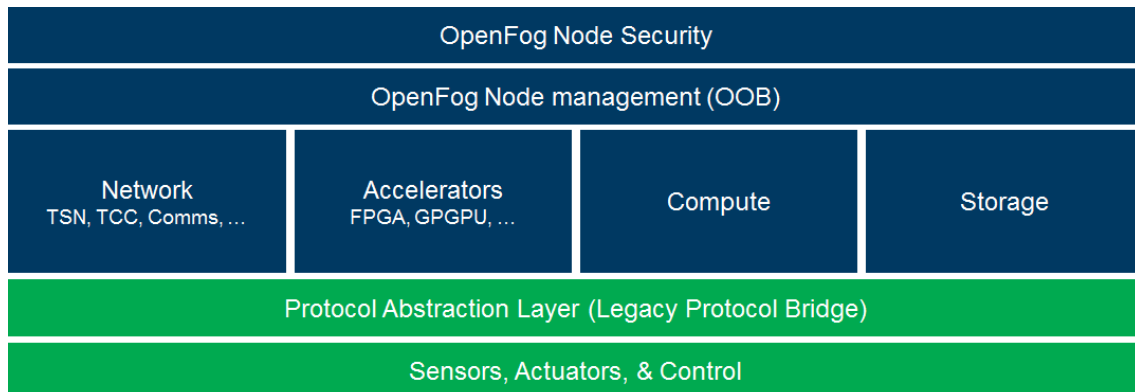 OpenFog Node Security
OpenFog Node management (OOB)
Network
TSN, TCC, Comms, ...
Accelerators
FPGA, GPGPU, ...
Compute
Storage
Protocol Abstraction Layer (Legacy Protocol Bridge)
Sensors, Actuators, & Control